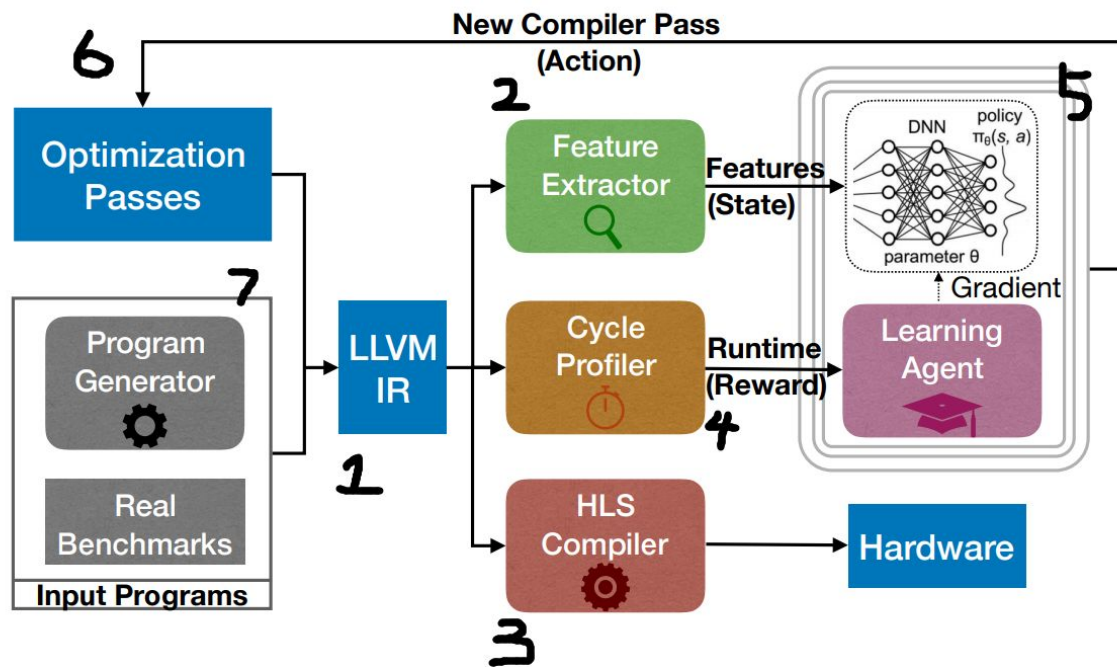 New Compiler Pass
(Action)
6
Optimization
Passes
2
Feature
Extractor
Features
(State)
5
DNN
policy
πθ(s, a)
parameter θ
Gradient
7
Program
Generator
Real
Benchmarks
Input Programs
LLVM
IR
1
Cycle
Profiler
Runtime
(Reward)
4
Learning
Agent
HLS
Compiler
3
Hardware